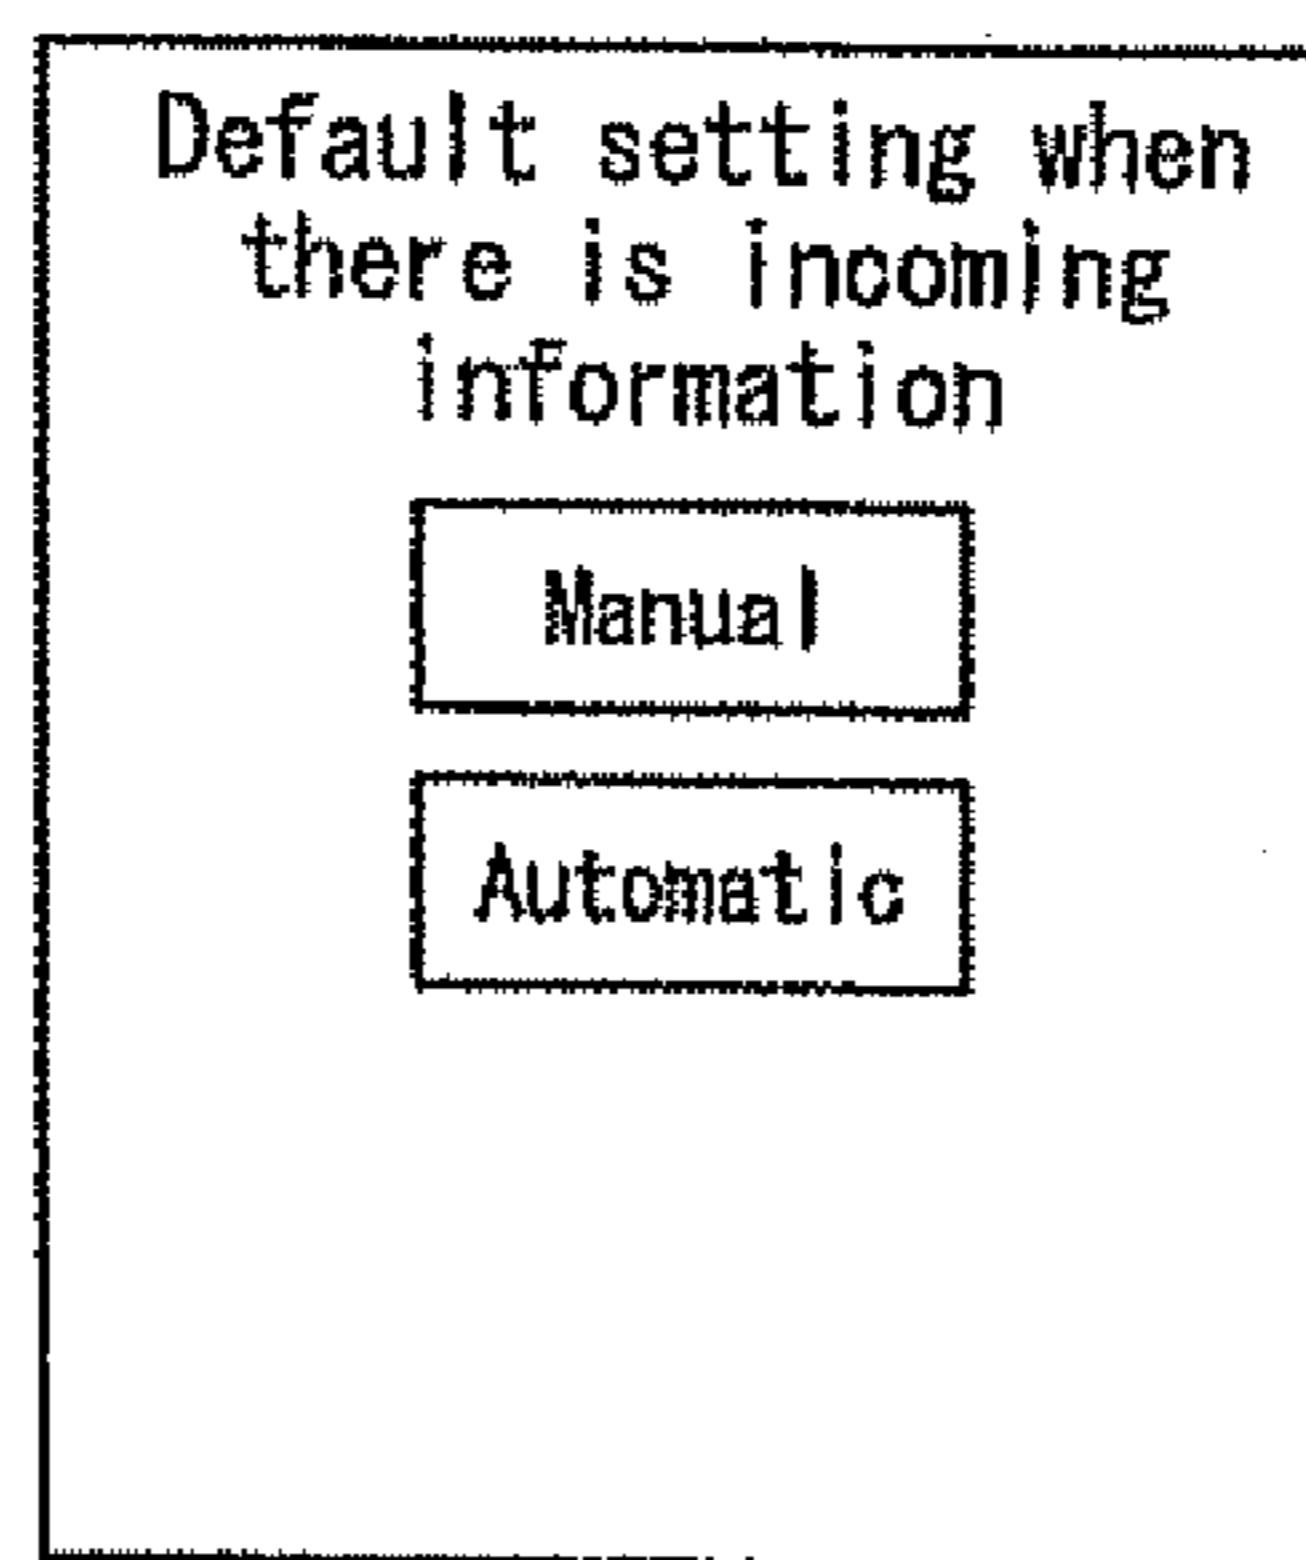 Default setting when
there is incoming
information
Manual
Automatic